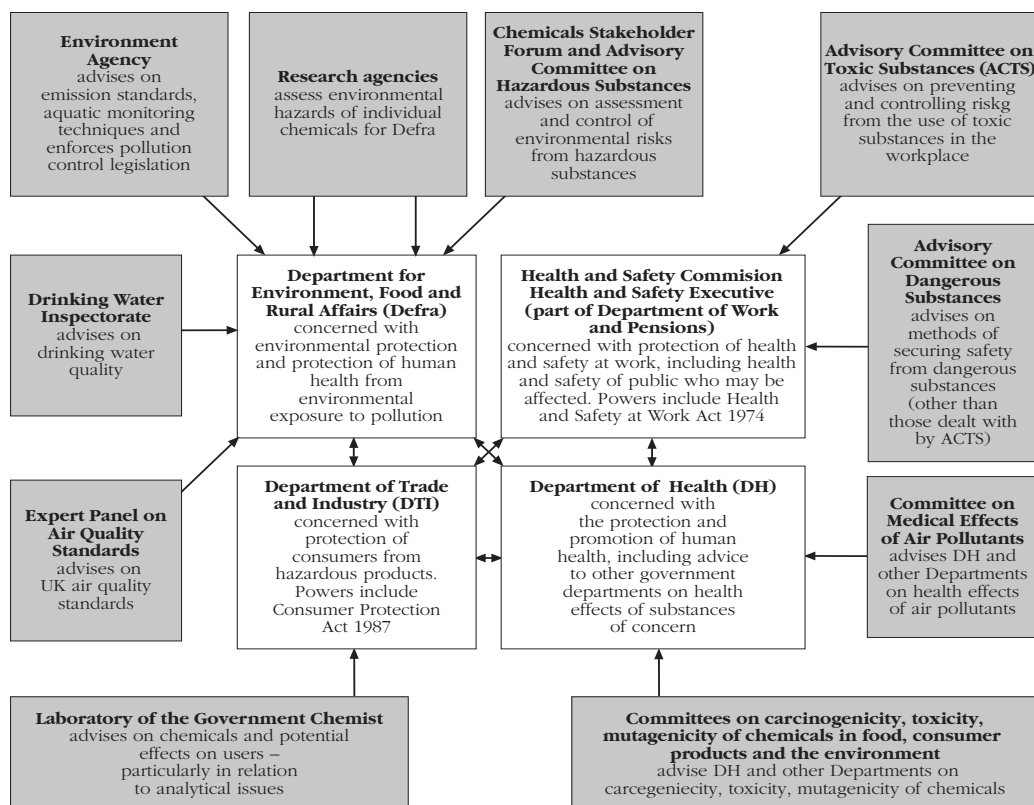 Environment
Agency
advises on
emission standards,
aquatic monitoring
techniques and
enforces pollution
control legislation
Research agencies
assess environmental
hazards of individual
chemicals for Defra
Chemicals Stakeholder
Forum and Advisory
Committee on
Hazardous Substances
advises on assessment
and control of
environmental risks
from hazardous
substances
Advisory Committee on
Toxic Substances (ACTS)
advises on preventing
and controlling riskg
from the use of toxic
substances in the
workplace
Drinking Water
Inspectorate
advises on
drinking water
quality
Department for
Environment, Food and
Rural Affairs (Defra)
concerned with
environmental protection
and protection of human
health from
environmental
exposure to pollution
Health and Safety Commision
Health and Safety Executive
(part of Department of Work
and Pensions)
concerned with protection of health
and safety at work, including health
and safety of public who may be
affected. Powers include Health
and Safety at Work Act 1974
Advisory
Committee on
Dangerous
Substances
advises on
methods of
securing safety
from dangerous
substances
(other than
those dealt with
by ACTS)
Expert Panel on
Air Quality
Standards
advises on
UK air quality
standards
Department of Trade
and Industry (DTI)
concerned with
protection of
consumers from
hazardous products.
Powers include
Consumer Protection
Act 1987
Department of Health (DH)
concerned with
the protection and
promotion of human
health, including advice
to other government
departments on health
effects of substances
of concern
Committee on
Medical Effects
of Air Pollutants
advises DH and
other Departments
on health effects
of air pollutants
Laboratory of the Government Chemist
advises on chemicals and potential
effects on users –
particularly in relation
to analytical issues
Committees on carcinogenicity, toxicity,
mutagenicity of chemicals in food, consumer
products and the environment
advise DH and other Departments on
carcegeniecity, toxicity, mutagenicity of chemicals